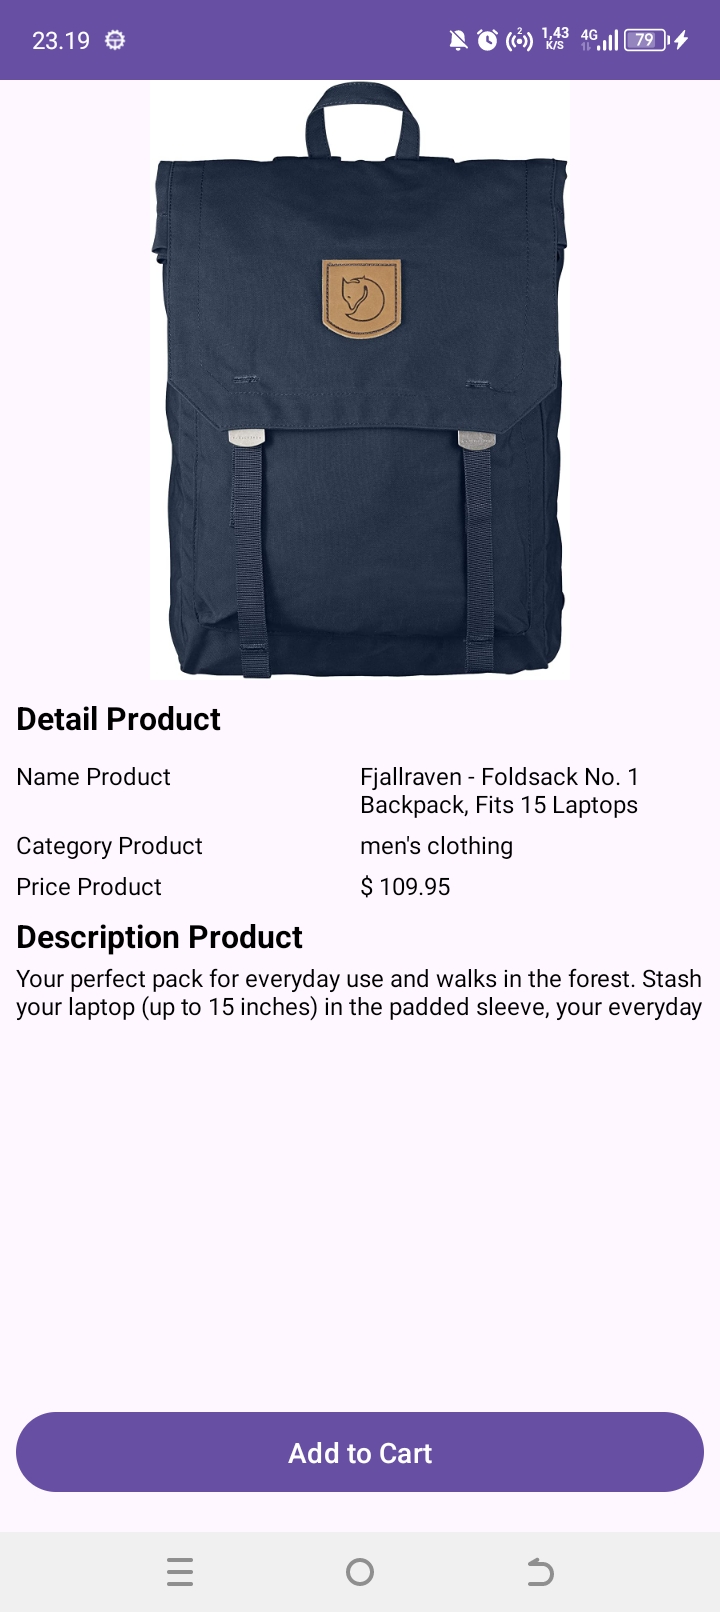 23.19
2
1,43
K/S
4G
79
Detail Product
Name Product
Fjallraven - Foldsack No. 1
Backpack, Fits 15 Laptops
Category Product
men's clothing
Price Product
$ 109.95
Description Product
Your perfect pack for everyday use and walks in the forest. Stash
your laptop (up to 15 inches) in the padded sleeve, your everyday
Add to Cart